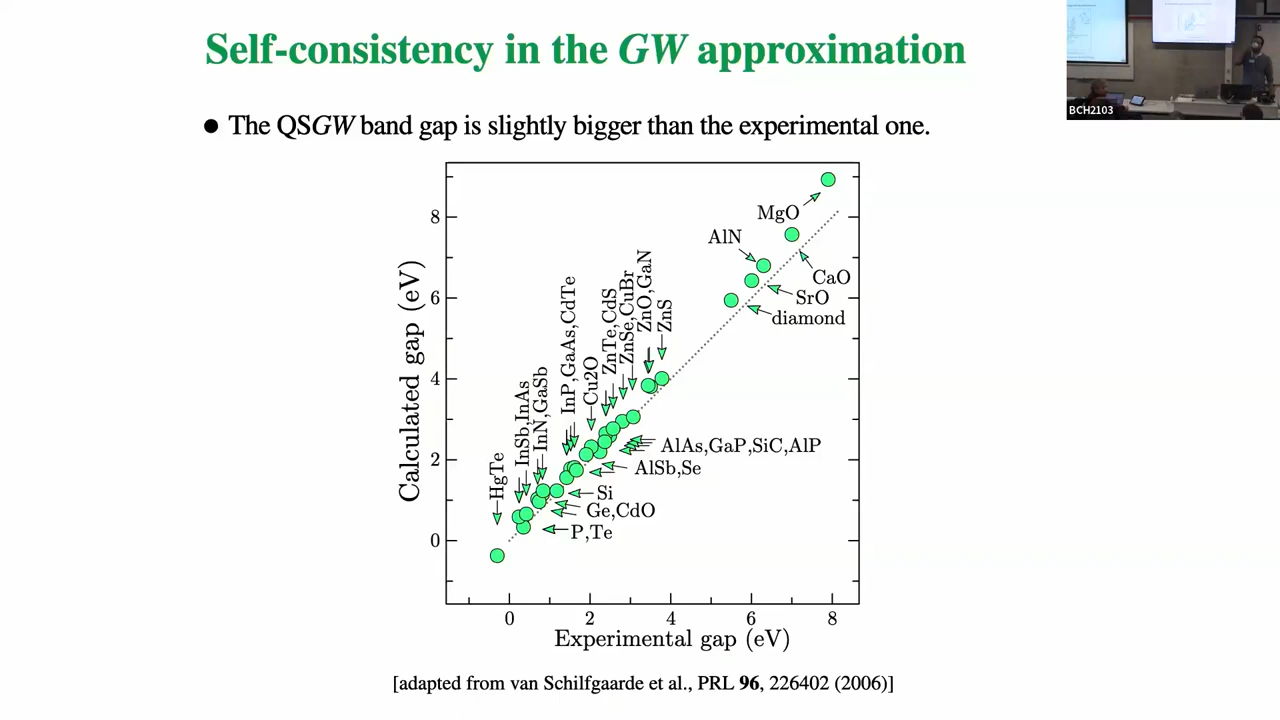 Self-consistency in the GW approximation
BCH2103
● The QSGW band gap is slightly bigger than the experimental one.
Calculated gap (eV)
8
6
4
2
0
0
2
4
6
8
Experimental gap (eV)
HgTe
InSb,InAs
InN,GaSb
InP,GaAs,CdTe
Cu2O
ZnTe,CdS
ZnSe,CuBr
ZnO,GaN
ZnS
MgO
AlN
CaO
SrO
diamond
AlAs,GaP,SiC,AlP
AlSb,Se
Si
Ge,CdO
P,Te
[adapted from van Schilfgaarde et al., PRL 96, 226402 (2006)]